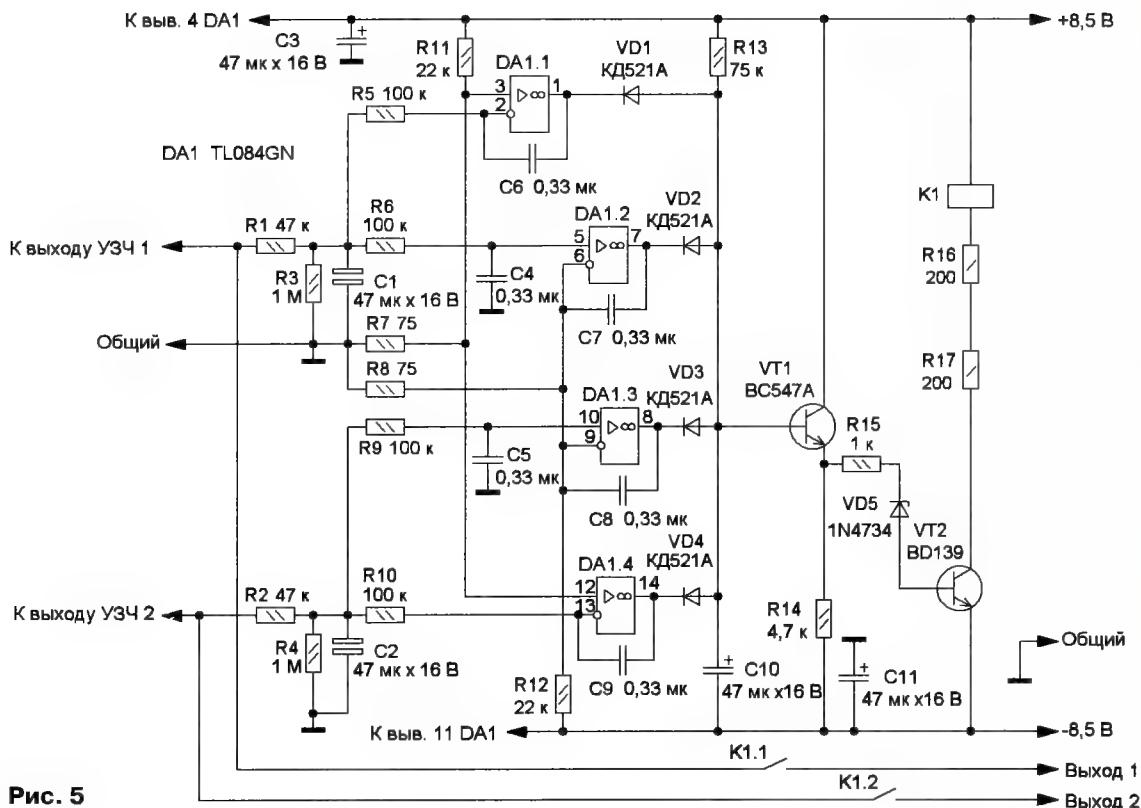 К выв. 4 DA1
+8,5 В
C3
47 мк x 16 В
R11
22 к
DA1.1
VD1
КД521А
R13
75 к
R5 100 к
3
2
1
▷∞
DA1 TL084GN
C6 0,33 мк
K1
VD2
КД521А
DA1.2
R1 47 к
R6
100 к
К выходу УЗЧ 1
5
6
7
▷∞
R16
200
R3
1 М
C1
47 мк x 16 В
C4
0,33 мк
C7 0,33 мк
Общий
R7 75
R8 75
R17
200
VD3
КД521А
VT1
BC547A
DA1.3
10
9
8
▷∞
R9 100 к
R15
1 к
C5
0,33 мк
C8 0,33 мк
VD5
1N4734
VT2
BD139
VD4
КД521А
DA1.4
R10
100 к
R2 47 к
12
13
14
▷∞
К выходу УЗЧ 2
R14
4,7 к
R4
1 М
C2
47 мк x 16 В
Общий
C10
47 мк x16 В
C11
47 мк x16 В
R12
22 к
C9 0,33 мк
К выв. 11 DA1
-8,5 В
K1.1
Выход 1
K1.2
Выход 2
Рис. 5